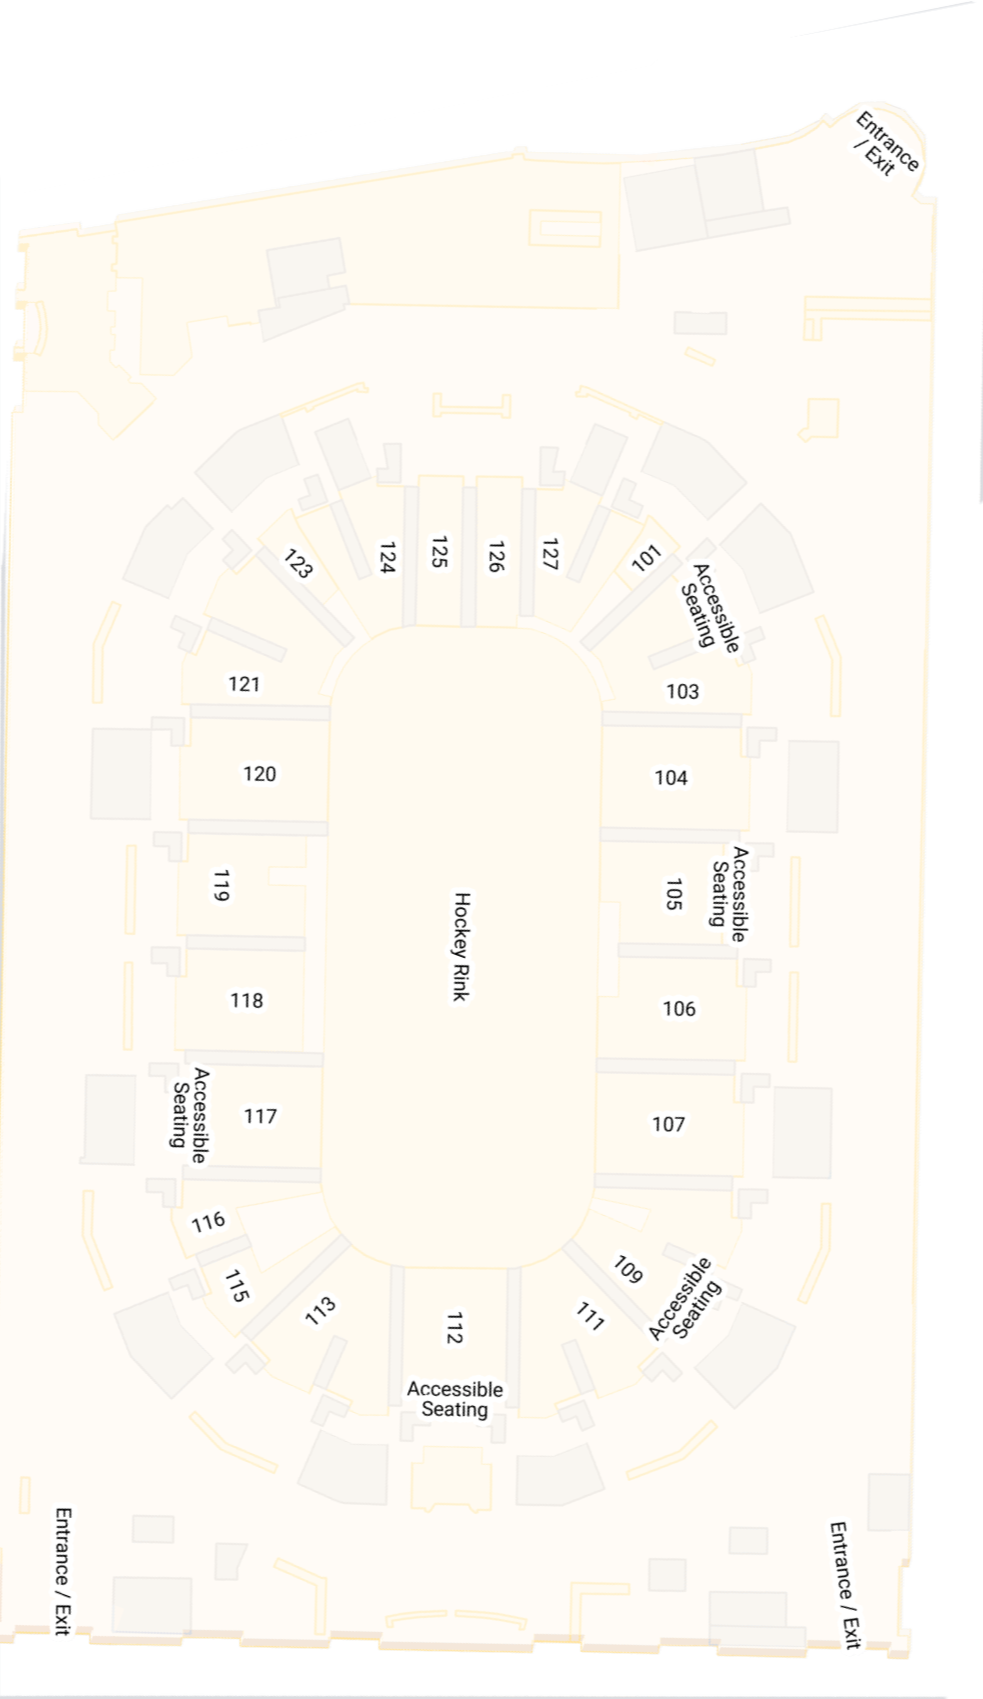 Entrance
/ Exit
123
124
125
126
127
101
Accessible
Seating
121
103
120
104
119
105
Accessible
Seating
Hockey Rink
118
106
117
Accessible
Seating
107
116
115
113
112
111
109
Accessible
Seating
Accessible
Seating
Entrance / Exit
Entrance / Exit